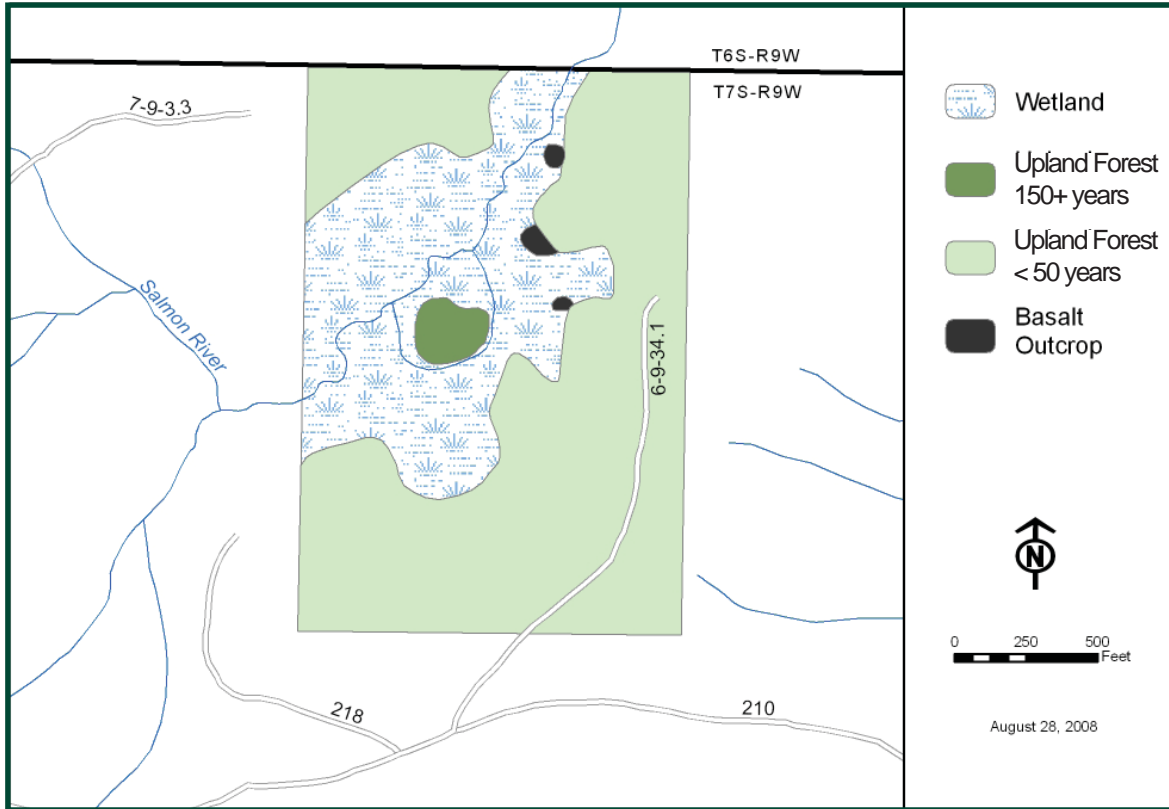 T6S-R9W
T7S-R9W
7-9-3.3
Salmon River
6-9-34.1
218
210
Wetland
Upland Forest
150+ years
Upland Forest
< 50 years
Basalt
Outcrop
N
0 250 500
Feet
August 28, 2008